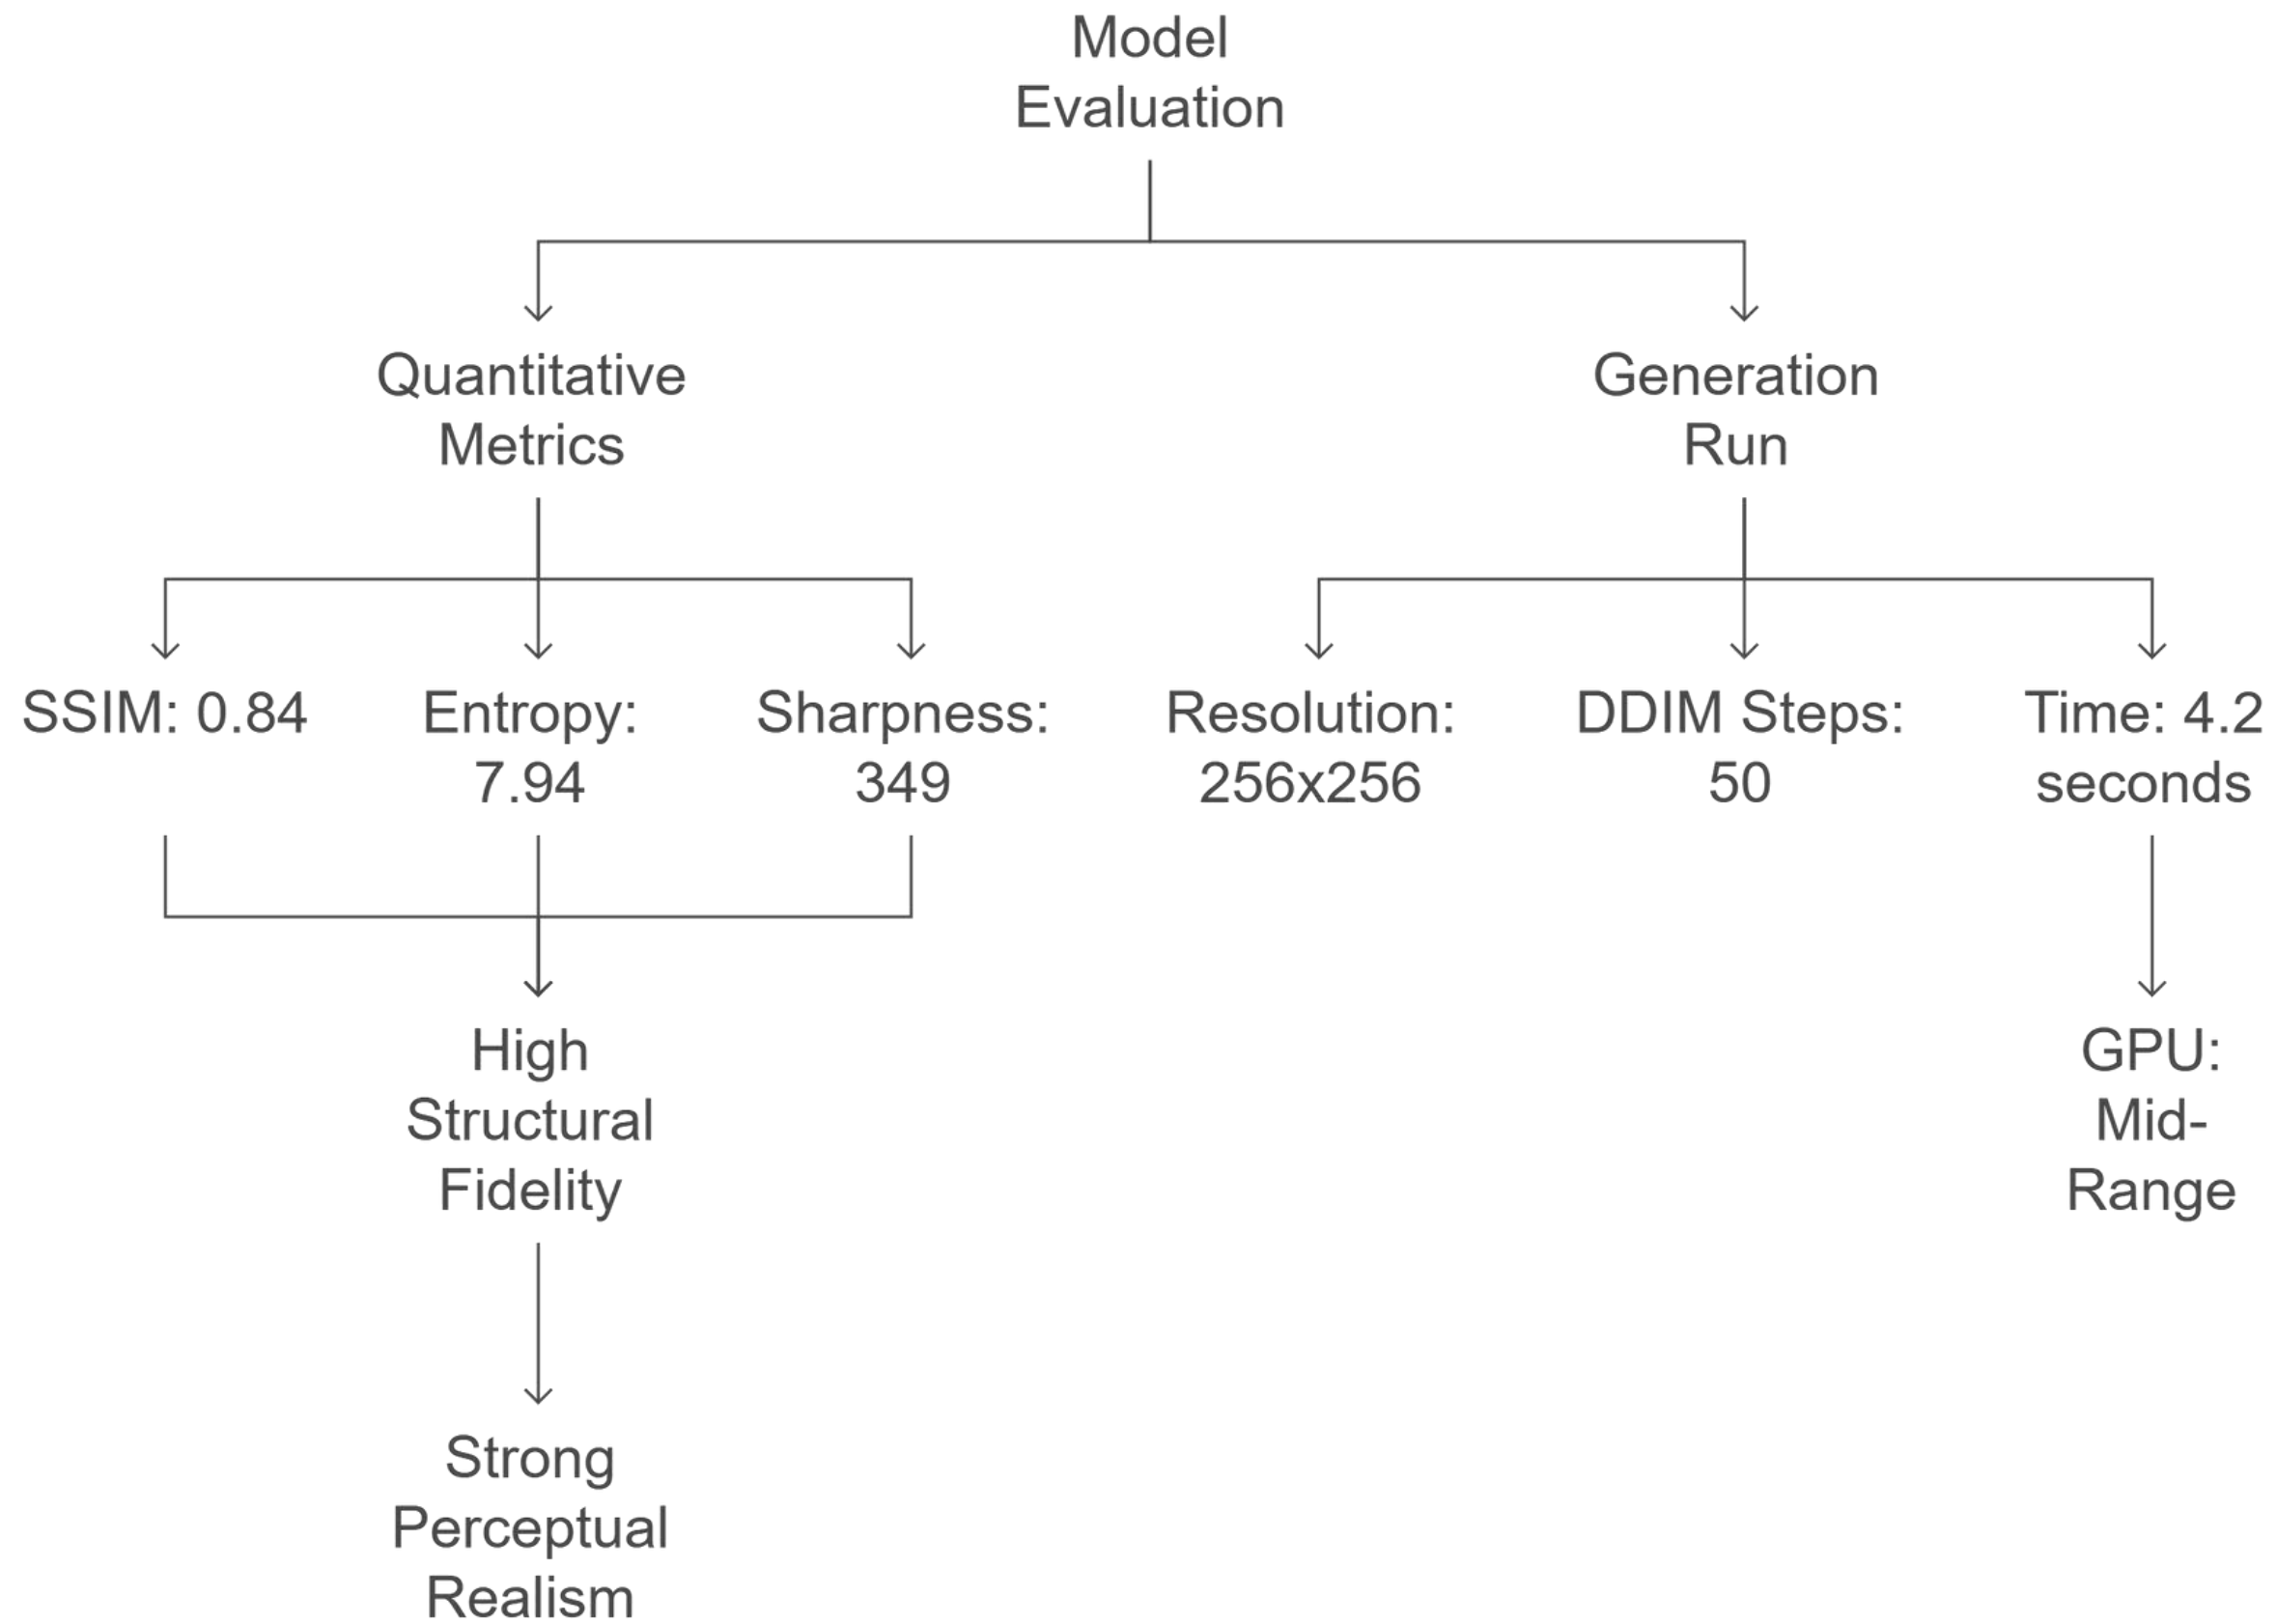 Model
Evaluation
Quantitative
Metrics
Generation
Run
SSIM: 0.84
Entropy:
7.94
Sharpness:
349
Resolution:
256x256
DDIM Steps:
50
Time: 4.2
seconds
High
Structural
Fidelity
GPU:
Mid-
Range
Strong
Perceptual
Realism